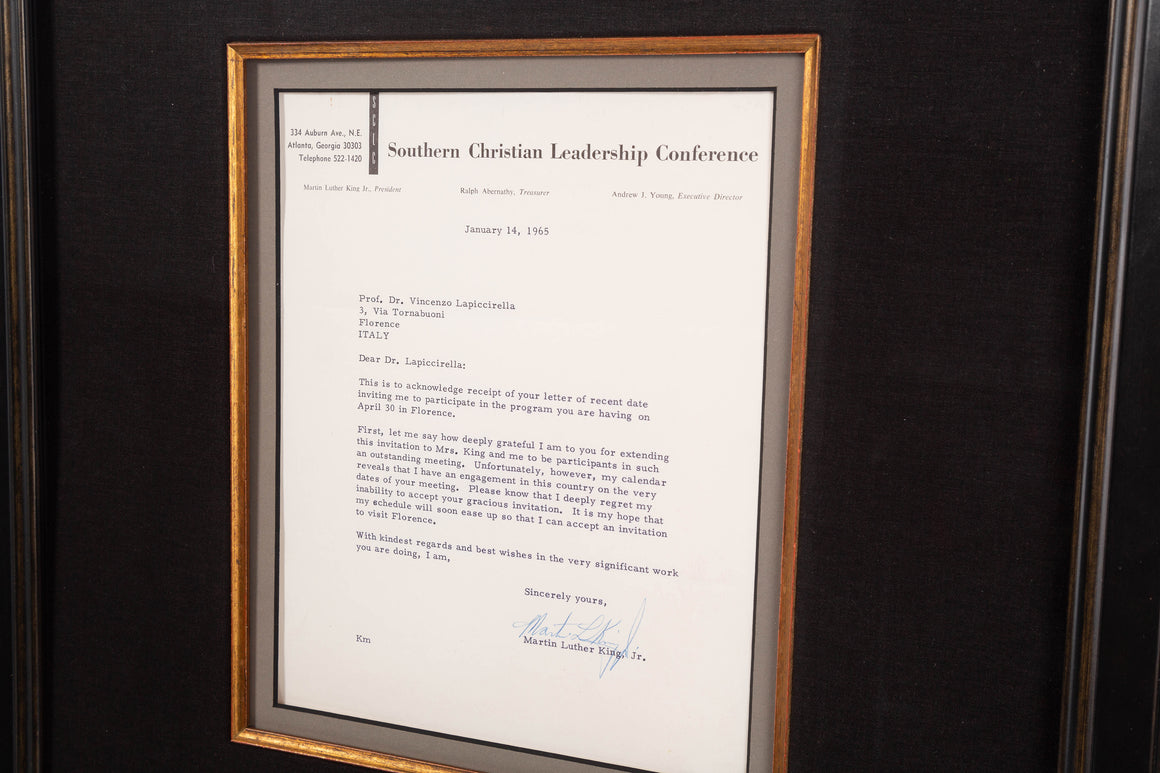 SCLC
334 Auburn Ave., N.E.
Atlanta, Georgia 30303
Telephone 522-1420
Southern Christian Leadership Conference
Martin Luther King Jr., President
Ralph Abernathy, Treasurer
Andrew J. Young, Executive Director
January 14, 1965
Prof. Dr. Vincenzo Lapiccirella
3, Via Tornabuoni
Florence
ITALY
Dear Dr. Lapiccirella:
This is to acknowledge receipt of your letter of recent date
inviting me to participate in the program you are having on
April 30 in Florence.
First, let me say how deeply grateful I am to you for extending
this invitation to Mrs. King and me to be participants in such
an outstanding meeting. Unfortunately, however, my calendar
reveals that I have an engagement in this country on the very
dates of your meeting. Please know that I deeply regret my
inability to accept your gracious invitation. It is my hope that
my schedule will soon ease up so that I can accept an invitation
to visit Florence.
With kindest regards and best wishes in the very significant work
you are doing, I am,
Sincerely yours,
Martin L King Jr.
Martin Luther King, Jr.
Km